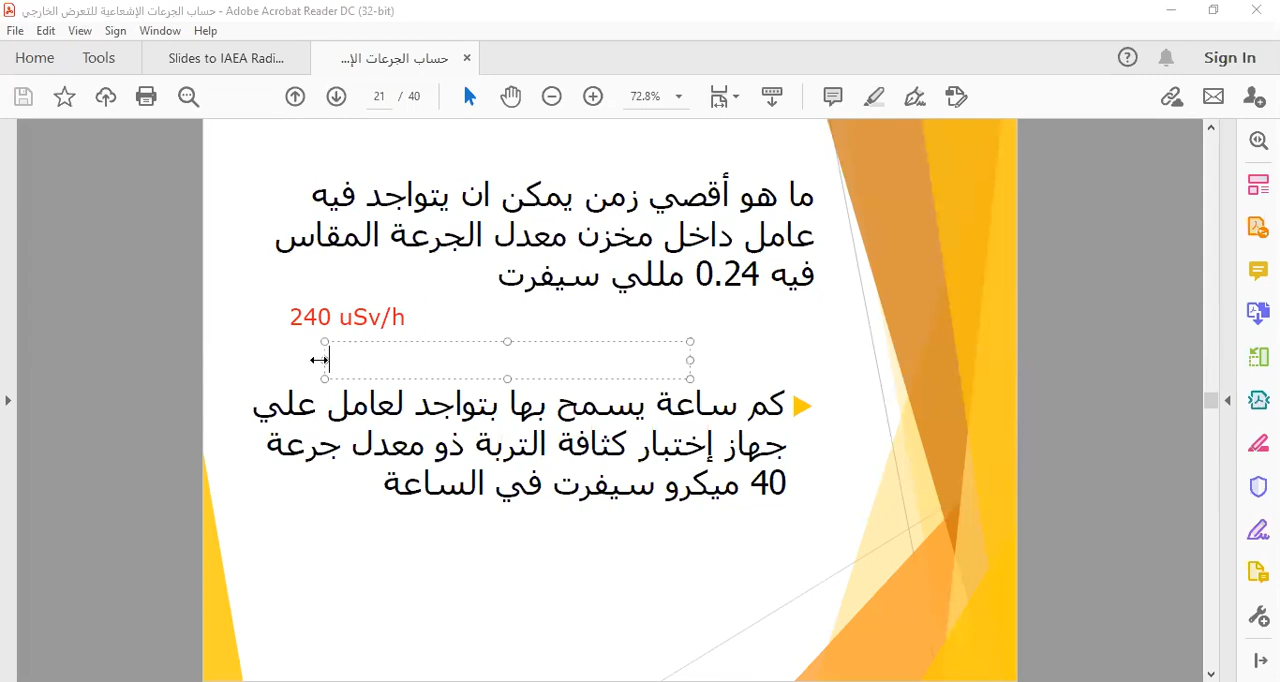 حساب الجرعات الإشعاعية للتعرض الخارجي - Adobe Acrobat Reader DC (32-bit)
File Edit View Sign Window Help
Home Tools Slides to IAEA Radi... حساب الجرعات الإ... × Sign In
21 / 40 72.8%
ما هو أقصي زمن يمكن ان يتواجد فيه
عامل داخل مخزن معدل الجرعة المقاس
فيه 0.24 مللي سيفرت
240 uSv/h
كم ساعة يسمح بها بتواجد لعامل علي
جهاز إختبار كثافة التربة ذو معدل جرعة
40 ميكرو سيفرت في الساعة